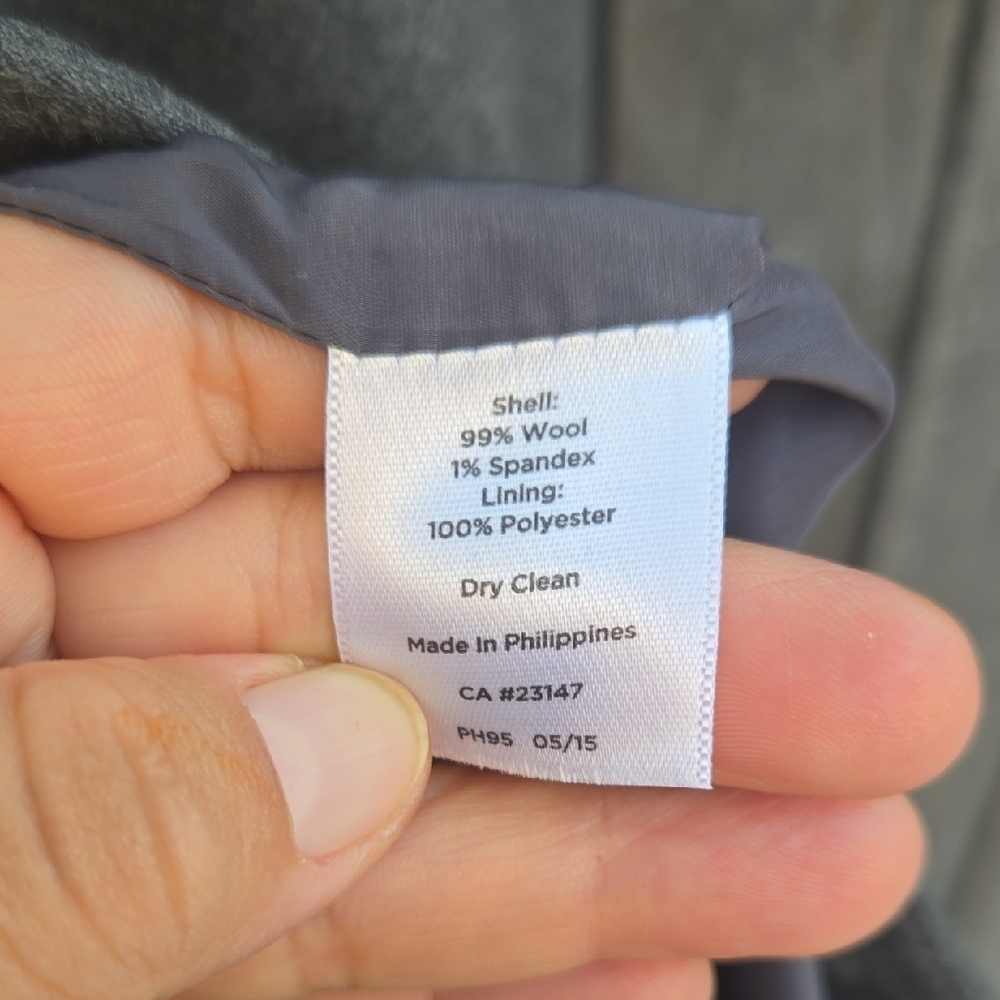 Shell:
99% Wool
1% Spandex
Lining:
100% Polyester
Dry Clean
Made In Philippines
CA #23147
PH95 05/15